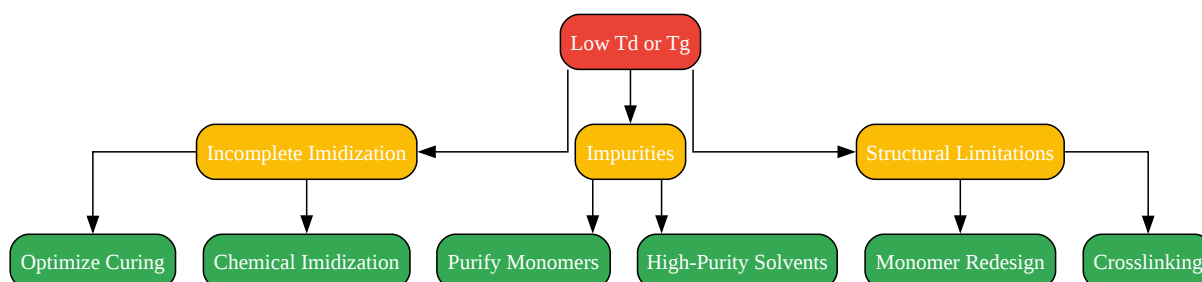 Low Td or Tg
Incomplete Imidization
Impurities
Structural Limitations
Optimize Curing
Chemical Imidization
Purify Monomers
High-Purity Solvents
Monomer Redesign
Crosslinking